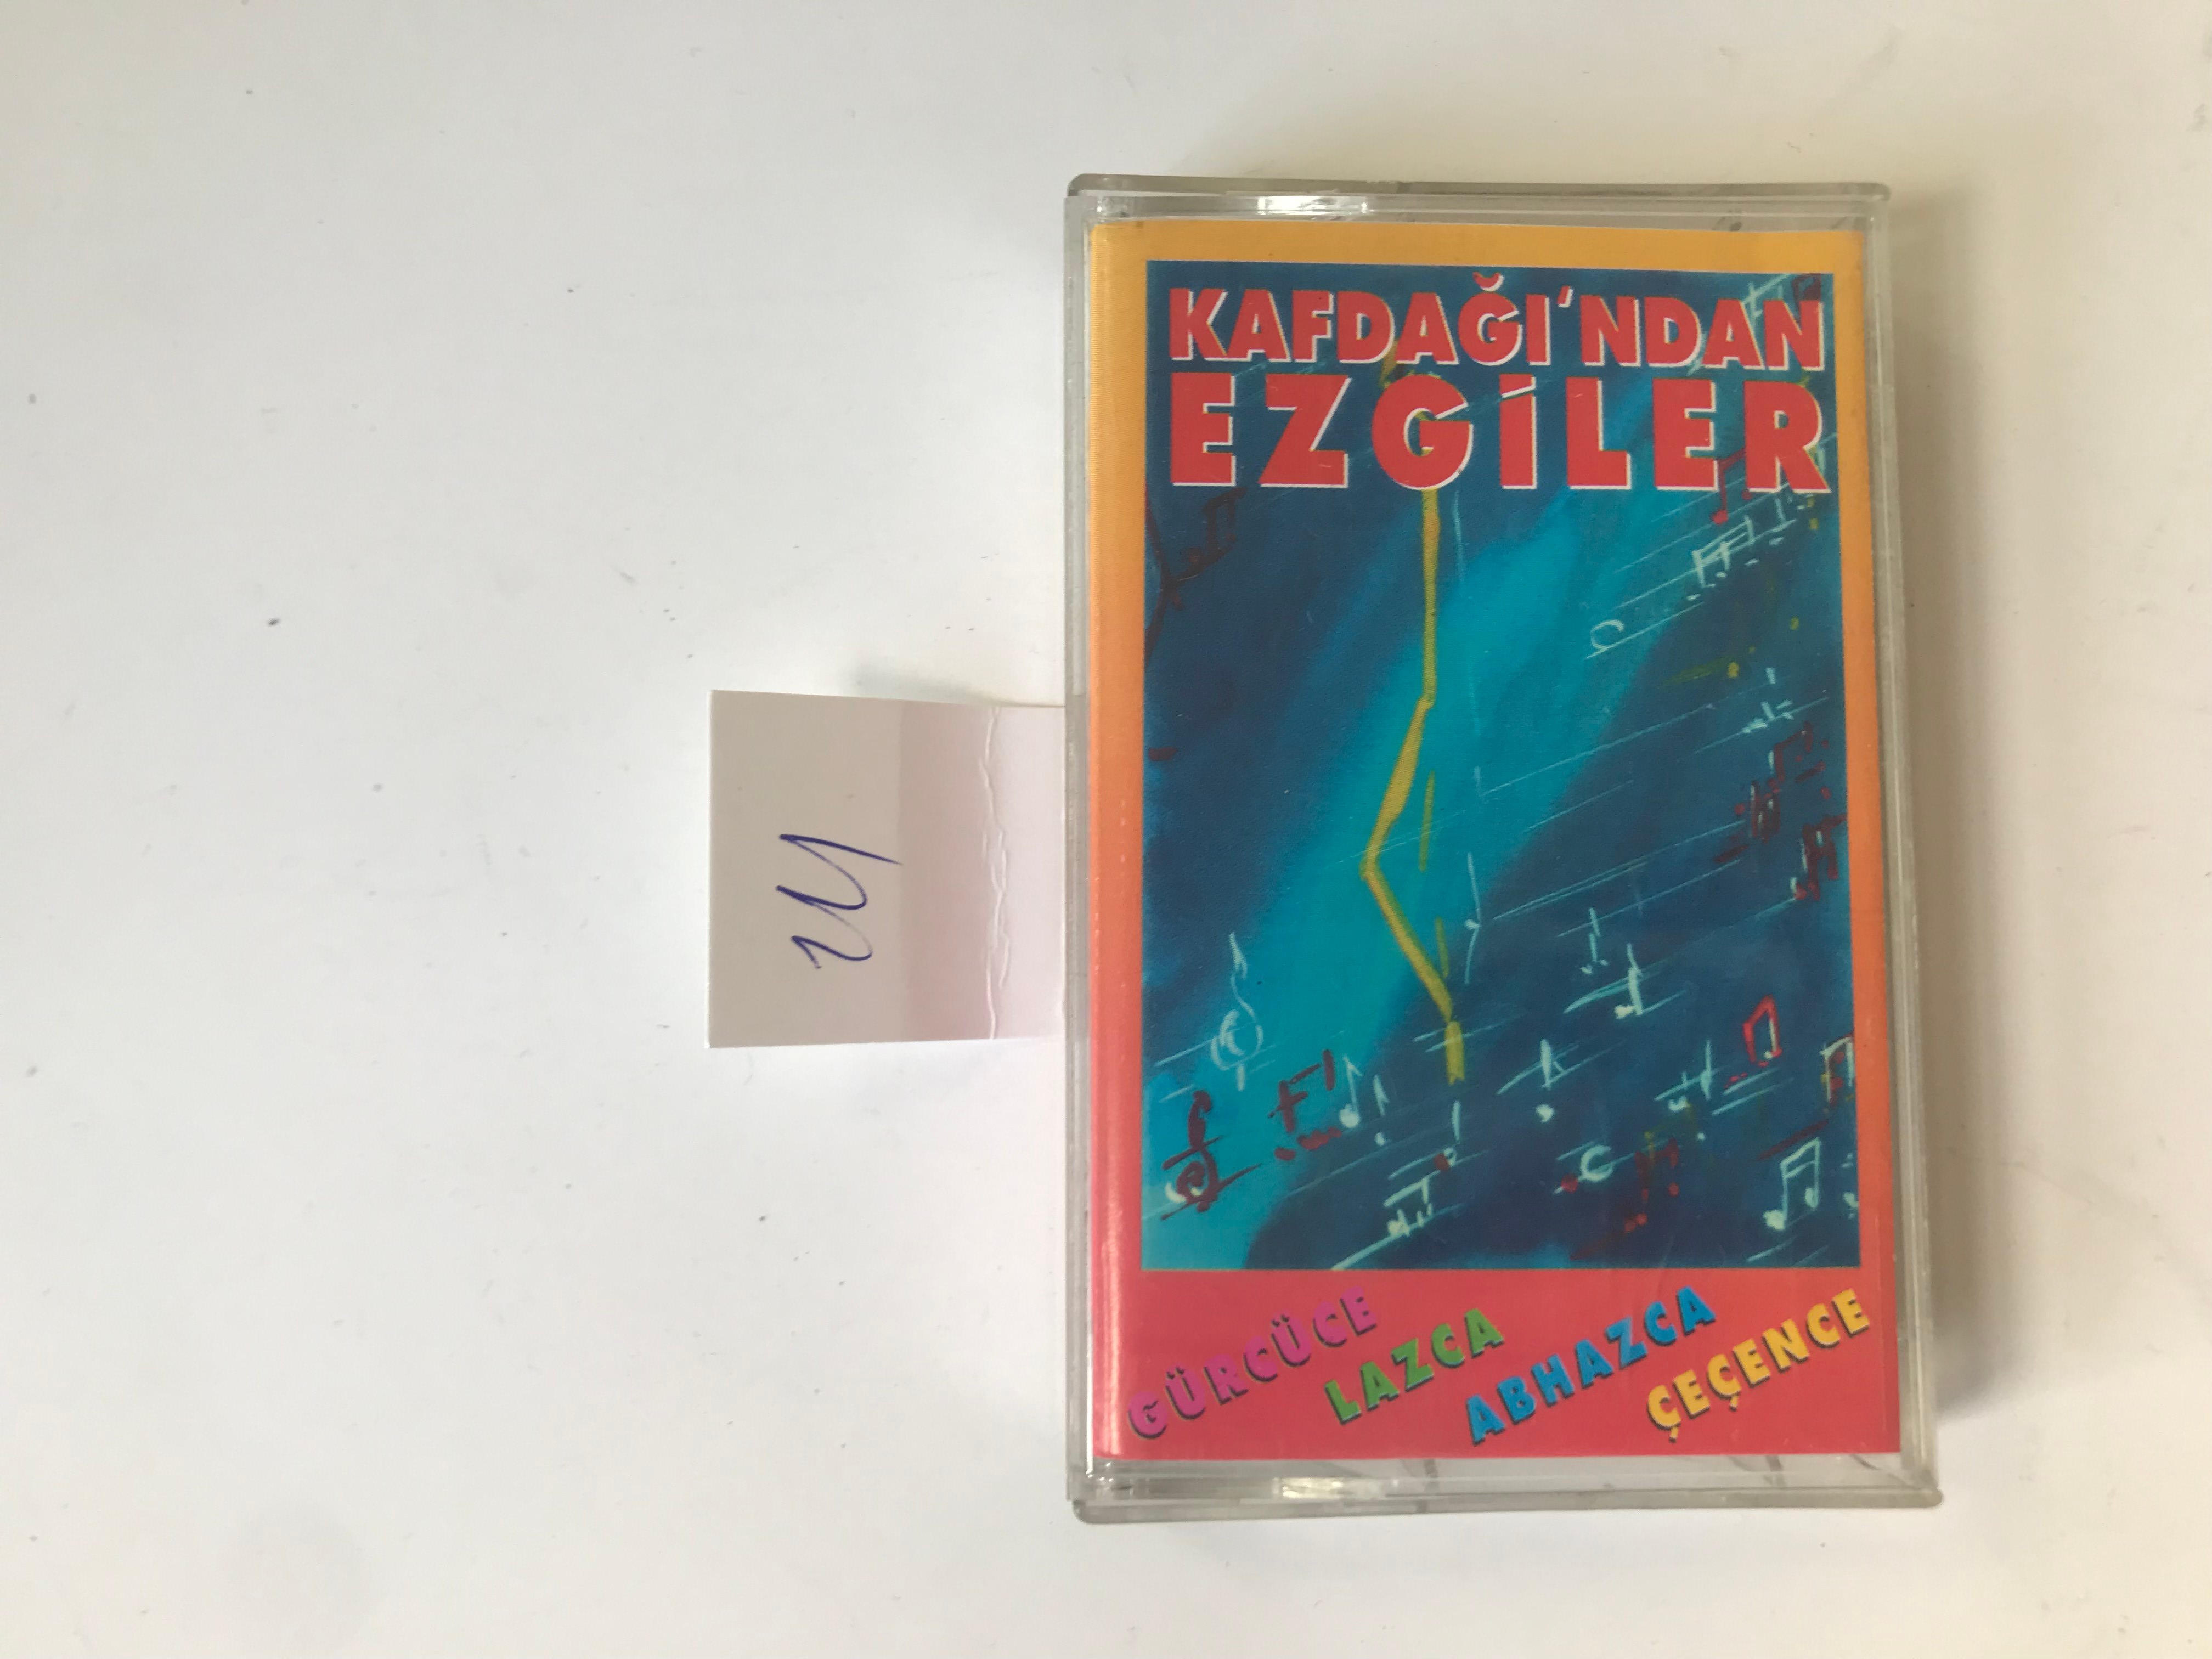 KAFDAĞI'NDAN
EZGİLER
GÜRCÜCE
LAZCA
ABHAZCA
ÇEÇENCE